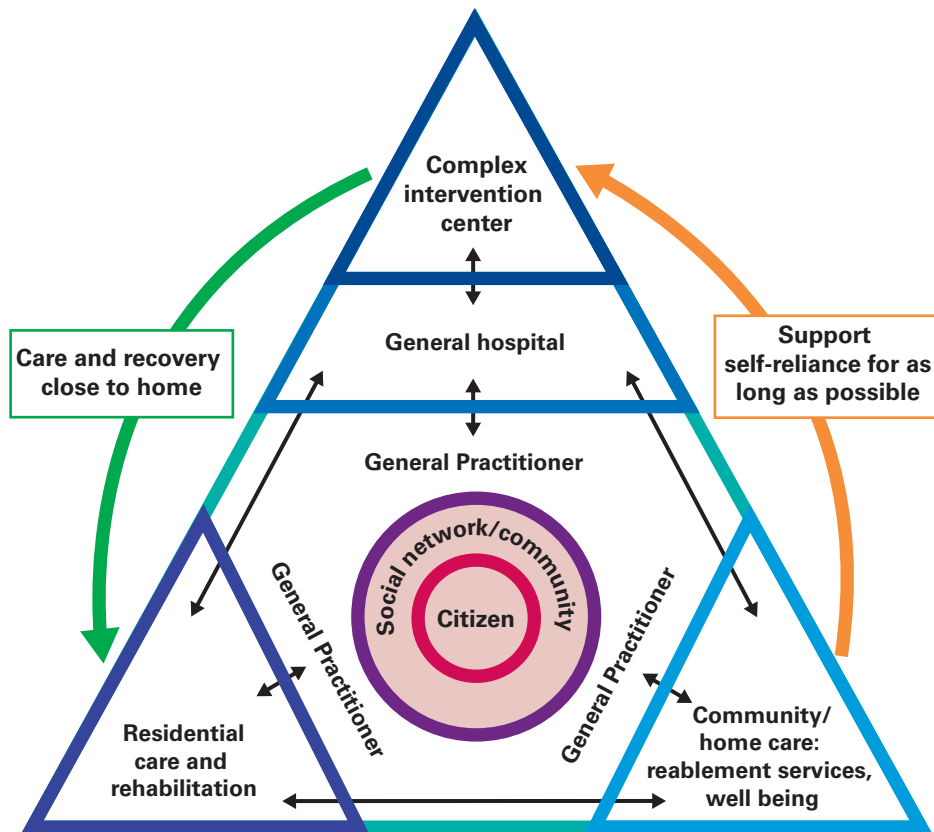 Complex
intervention
center
General hospital
Care and recovery
close to home
Support
self-reliance for as
long as possible
General Practitioner
Social network/community
Citizen
General Practitioner
General Practitioner
Residential
care and
rehabilitation
Community/
home care:
reablement services,
well being